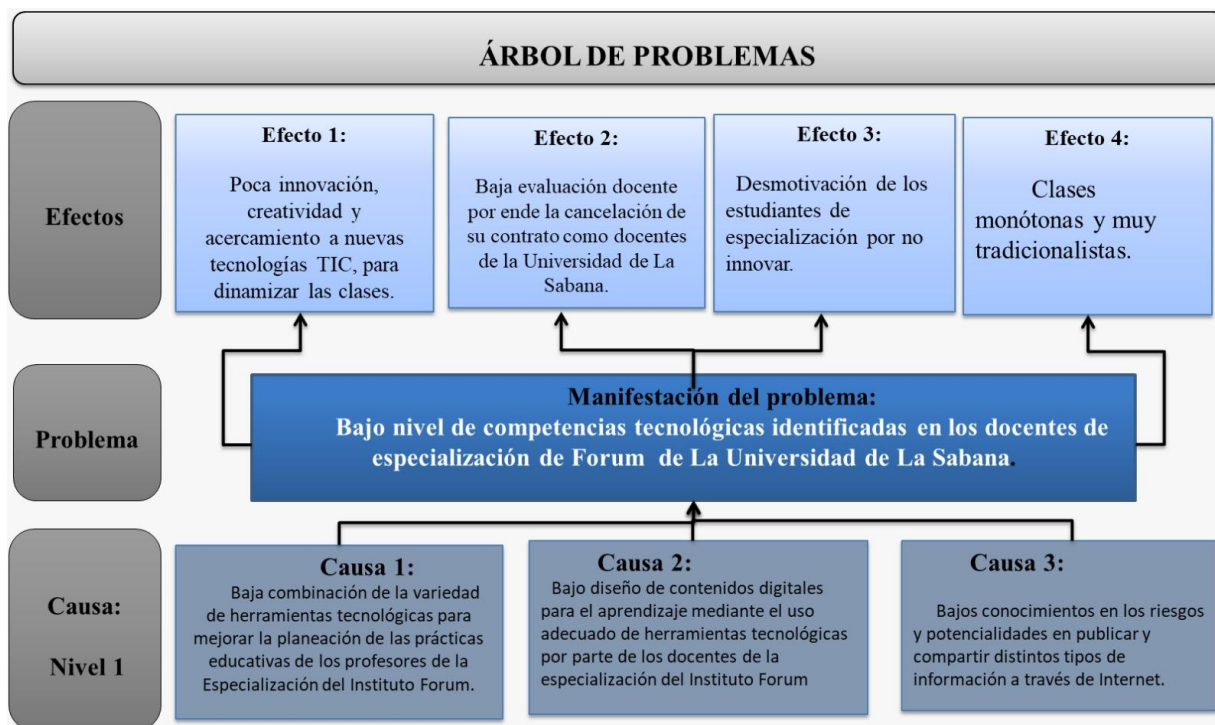 ÁRBOL DE PROBLEMAS
Efectos
Efecto 1:
Poca innovación,
creatividad y
acercamiento a nuevas
tecnologías TIC, para
dinamizar las clases.
Efecto 2:
Baja evaluación docente
por ende la cancelación de
su contrato como docentes
de la Universidad de La
Sabana.
Efecto 3:
Desmotivación de los
estudiantes de
especialización por no
innovar.
Efecto 4:
Clases
monótonas y muy
tradicionalistas.
Problema
Manifestación del problema:
Bajo nivel de competencias tecnológicas identificadas en los docentes de
especialización de Forum de La Universidad de La Sabana.
Causa:
Nivel 1
Causa 1:
Baja combinación de la variedad
de herramientas tecnológicas para
mejorar la planeación de las prácticas
educativas de los profesores de la
Especialización del Instituto Forum.
Causa 2:
Bajo diseño de contenidos digitales
para el aprendizaje mediante el uso
adecuado de herramientas tecnológicas
por parte de los docentes de la
especialización del Instituto Forum
Causa 3:
Bajos conocimientos en los riesgos
y potencialidades en publicar y
compartir distintos tipos de
información a través de Internet.